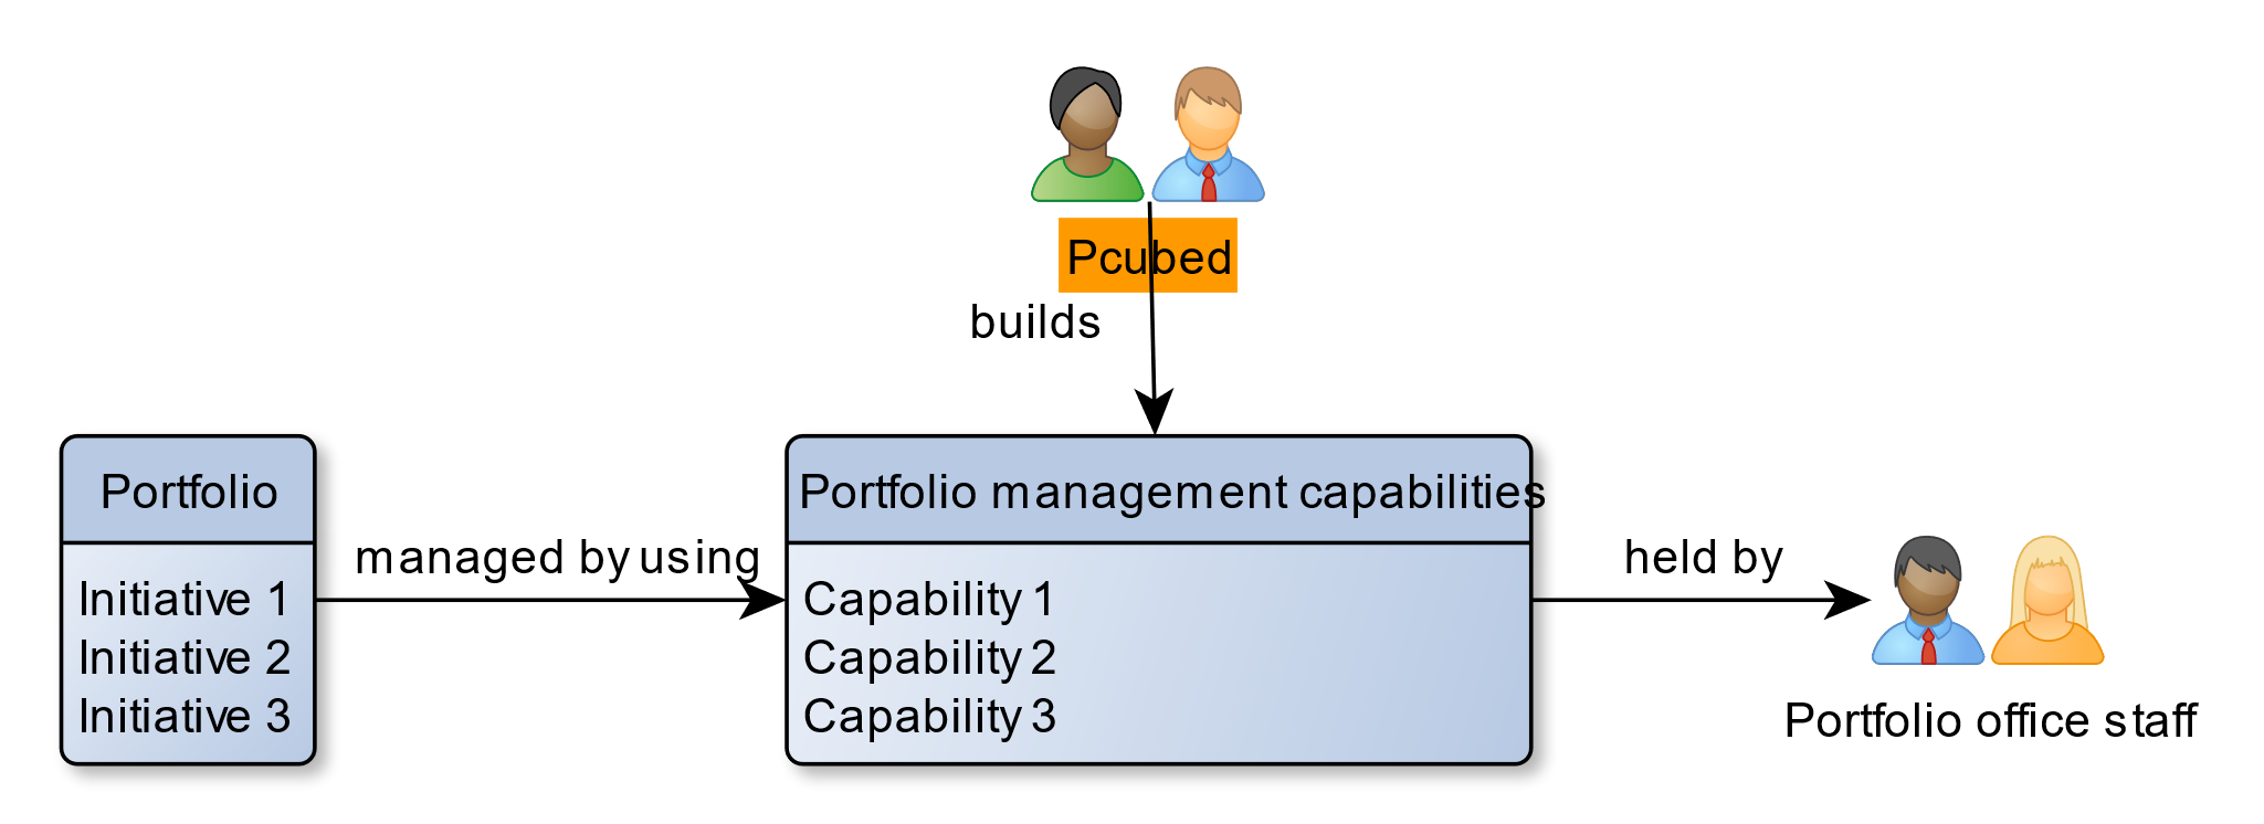 Pcubed
builds
Portfolio
Initiative 1
Initiative 2
Initiative 3
managed by using
Portfolio management capabilities
Capability 1
Capability 2
Capability 3
held by
Portfolio office staff